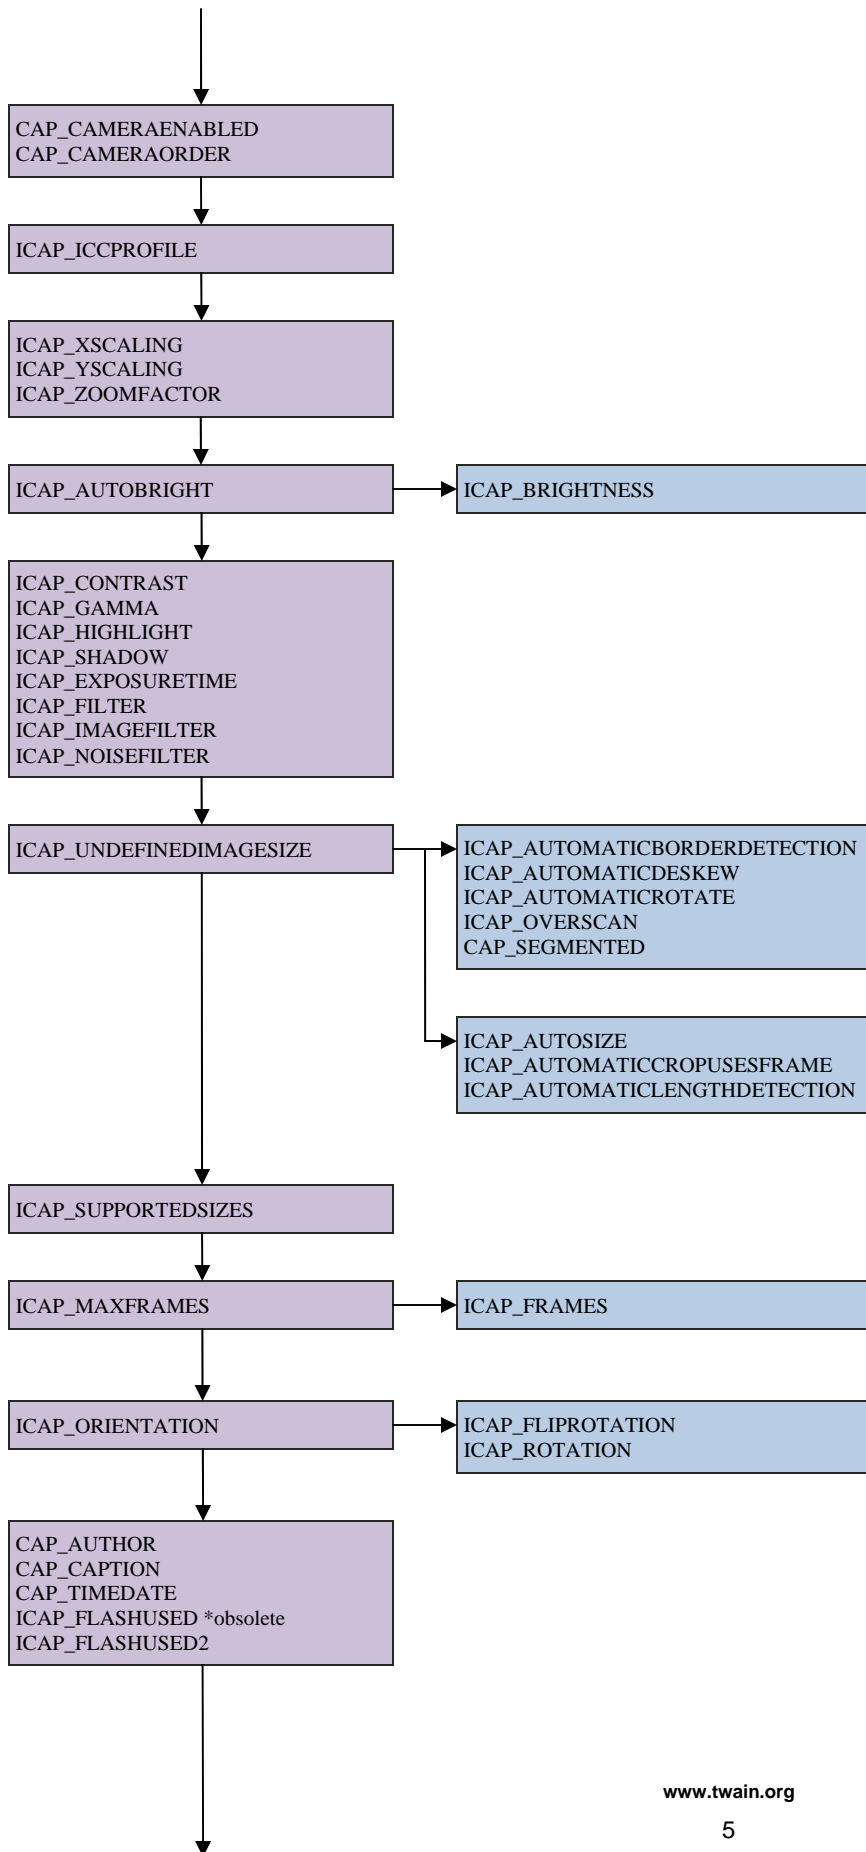 CAP_CAMERAENABLED
CAP_CAMERAORDER
ICAP_ICCPROFILE
ICAP_XSCALING
ICAP_YSCALING
ICAP_ZOOMFACTOR
ICAP_AUTOBRIGHT
ICAP_BRIGHTNESS
ICAP_CONTRAST
ICAP_GAMMA
ICAP_HIGHLIGHT
ICAP_SHADOW
ICAP_EXPOSURETIME
ICAP_FILTER
ICAP_IMAGEFILTER
ICAP_NOISEFILTER
ICAP_UNDEFINEDIMAGESIZE
ICAP_AUTOMATICBORDERDETECTION
ICAP_AUTOMATICDESKEW
ICAP_AUTOMATICROTATE
ICAP_OVERSCAN
CAP_SEGMENTED
ICAP_AUTOSIZE
ICAP_AUTOMATICCROPUSESFRAME
ICAP_AUTOMATICLENGTHDETECTION
ICAP_SUPPORTEDSIZES
ICAP_MAXFRAMES
ICAP_FRAMES
ICAP_ORIENTATION
ICAP_FLIPROTATION
ICAP_ROTATION
CAP_AUTHOR
CAP_CAPTION
CAP_TIMEDATE
ICAP_FLASHUSED *obsolete
ICAP_FLASHUSED2
www.twain.org
5